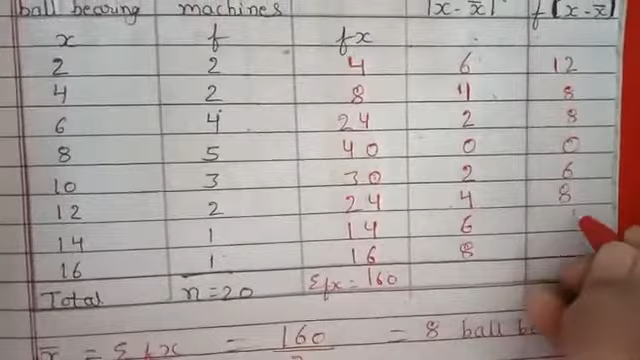 ball bearing machines |x - x̄| f |x - x̄|
x f fx
2 2 4 6 12
4 2 8 4 8
6 4 24 2 8
8 5 40 0 0
10 3 30 2 6
12 2 24 4 8
14 1 14 6
16 1 16 8
Total n = 20 Σfx = 160
x̄ = Σfx = 160 = 8 ball